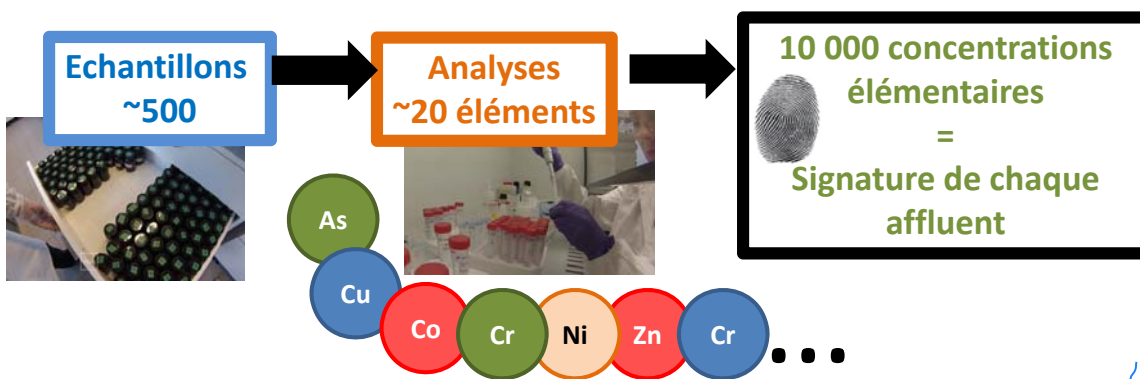 Echantillons
~500
Analyses
~20 éléments
10 000 concentrations
élémentaires
=
Signature de chaque
affluent
As
Cu
Co
Cr
Ni
Zn
Cr
...